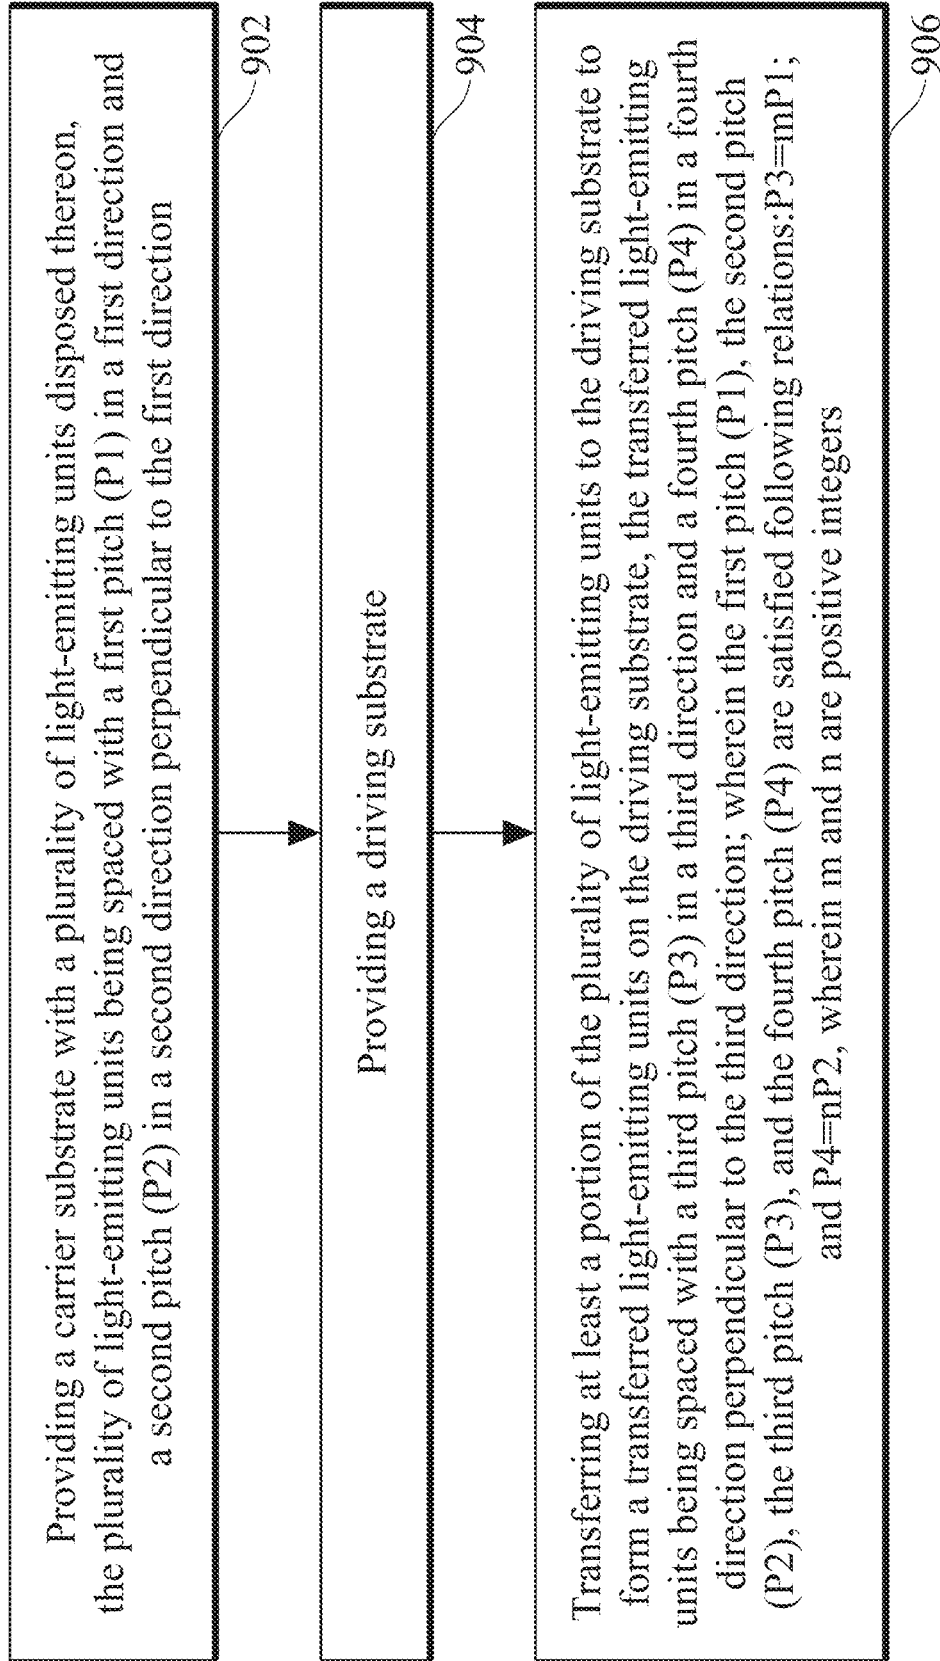 Providing a carrier substrate with a plurality of light-emitting units disposed thereon,
the plurality of light-emitting units being spaced with a first pitch (P1) in a first direction and
a second pitch (P2) in a second direction perpendicular to the first direction
902
Providing a driving substrate
904
Transferring at least a portion of the plurality of light-emitting units to the driving substrate to
form a transferred light-emitting units on the driving substrate, the transferred light-emitting
units being spaced with a third pitch (P3) in a third direction and a fourth pitch (P4) in a fourth
direction perpendicular to the third direction; wherein the first pitch (P1), the second pitch
(P2), the third pitch (P3), and the fourth pitch (P4) are satisfied following relations:P3=mP1;
and P4=nP2, wherein m and n are positive integers
906